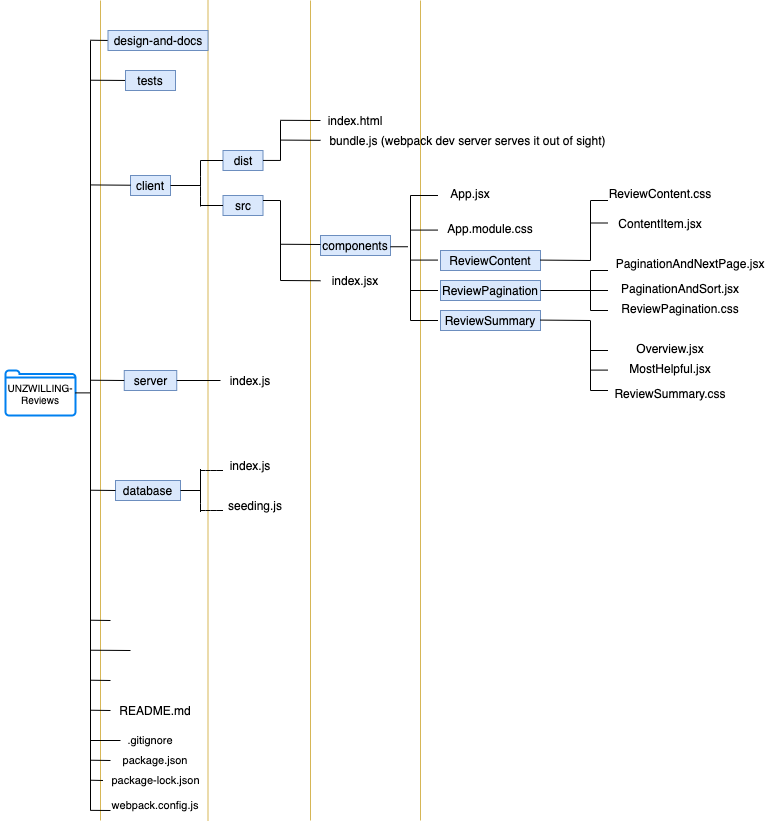 design-and-docs
tests
index.html
bundle.js (webpack dev server serves it out of sight)
dist
client
src
App.jsx
ReviewContent.css
App.module.css
ContentItem.jsx
components
ReviewContent
PaginationAndNextPage.jsx
index.jsx
ReviewPagination
PaginationAndSort.jsx
ReviewPagination.css
ReviewSummary
Overview.jsx
MostHelpful.jsx
ReviewSummary.css
UNZWILLING-
Reviews
server
index.js
database
index.js
seeding.js
README.md
.gitignore
package.json
package-lock.json
webpack.config.js